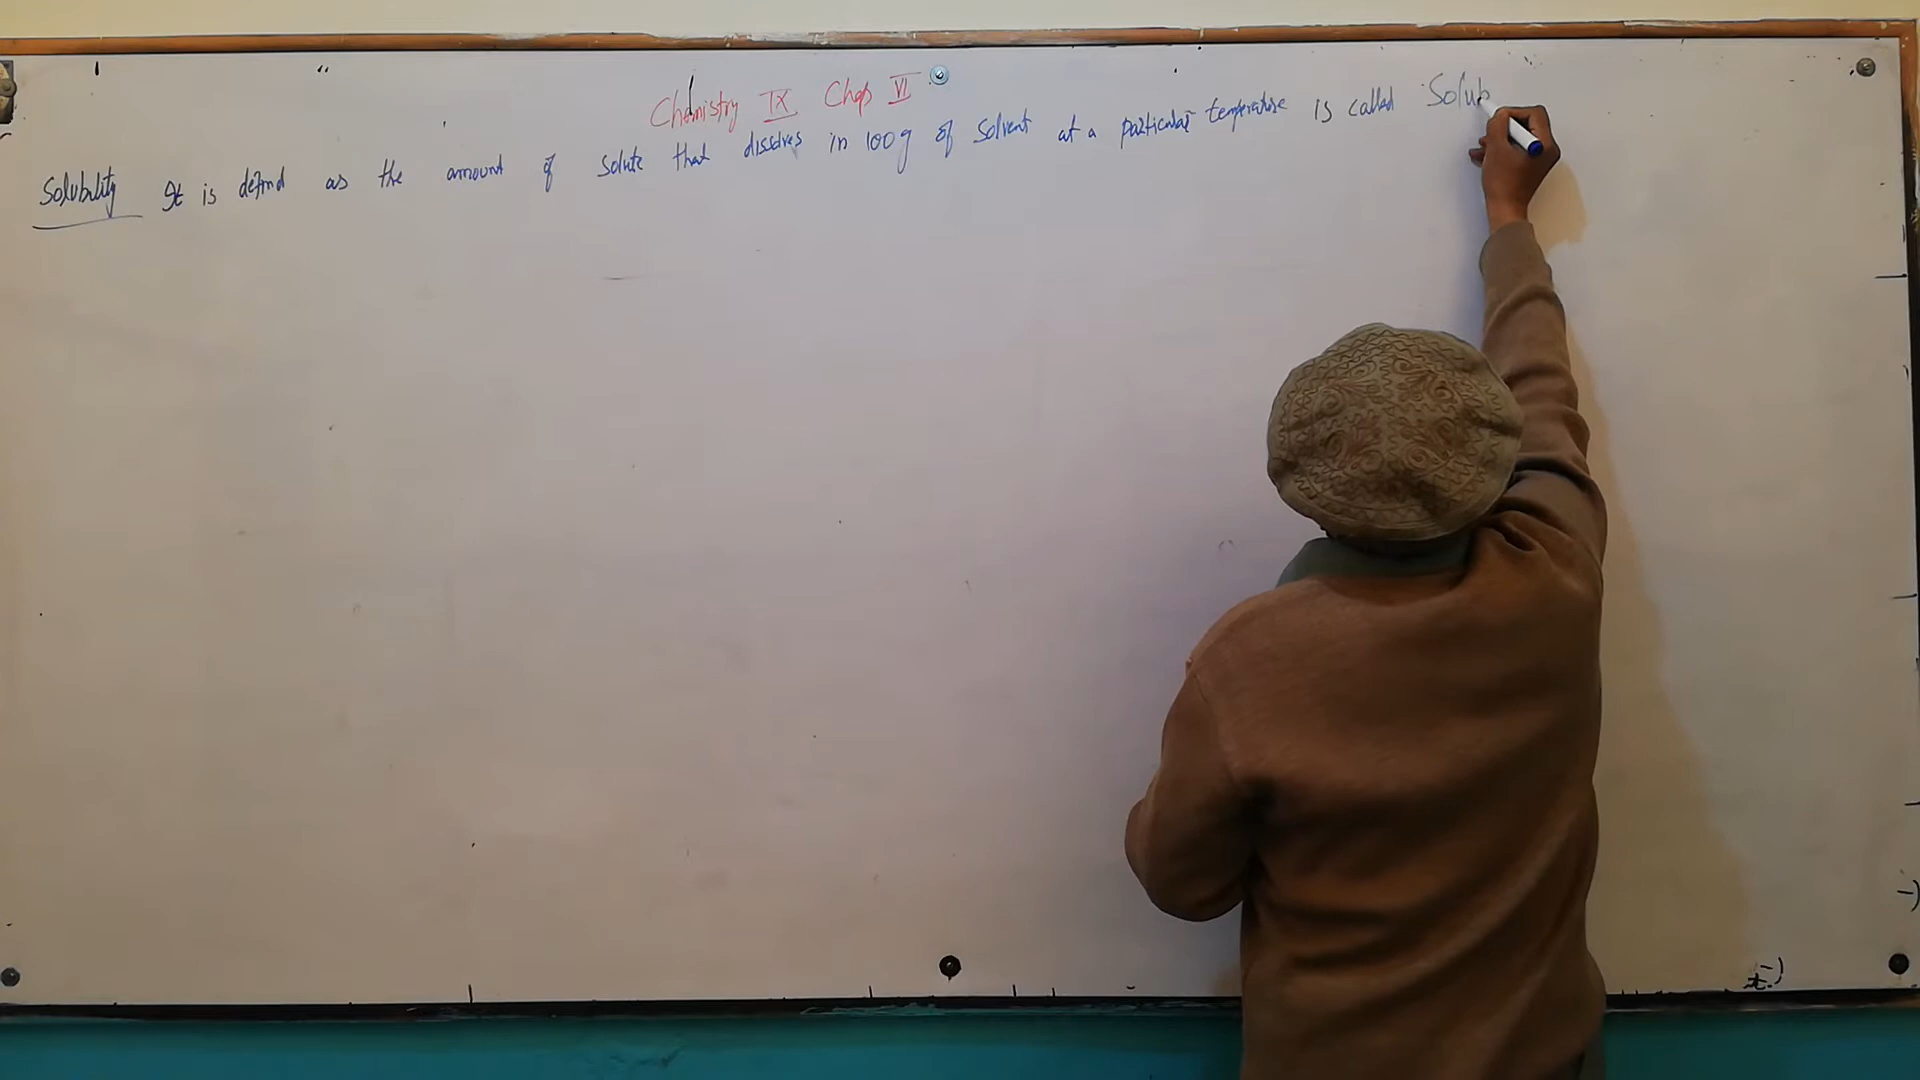 Chemistry IX Chap VI
Solubility It is defind as the amount of solute that dissolves in 100g of solvent at a particular temperature is called Solub